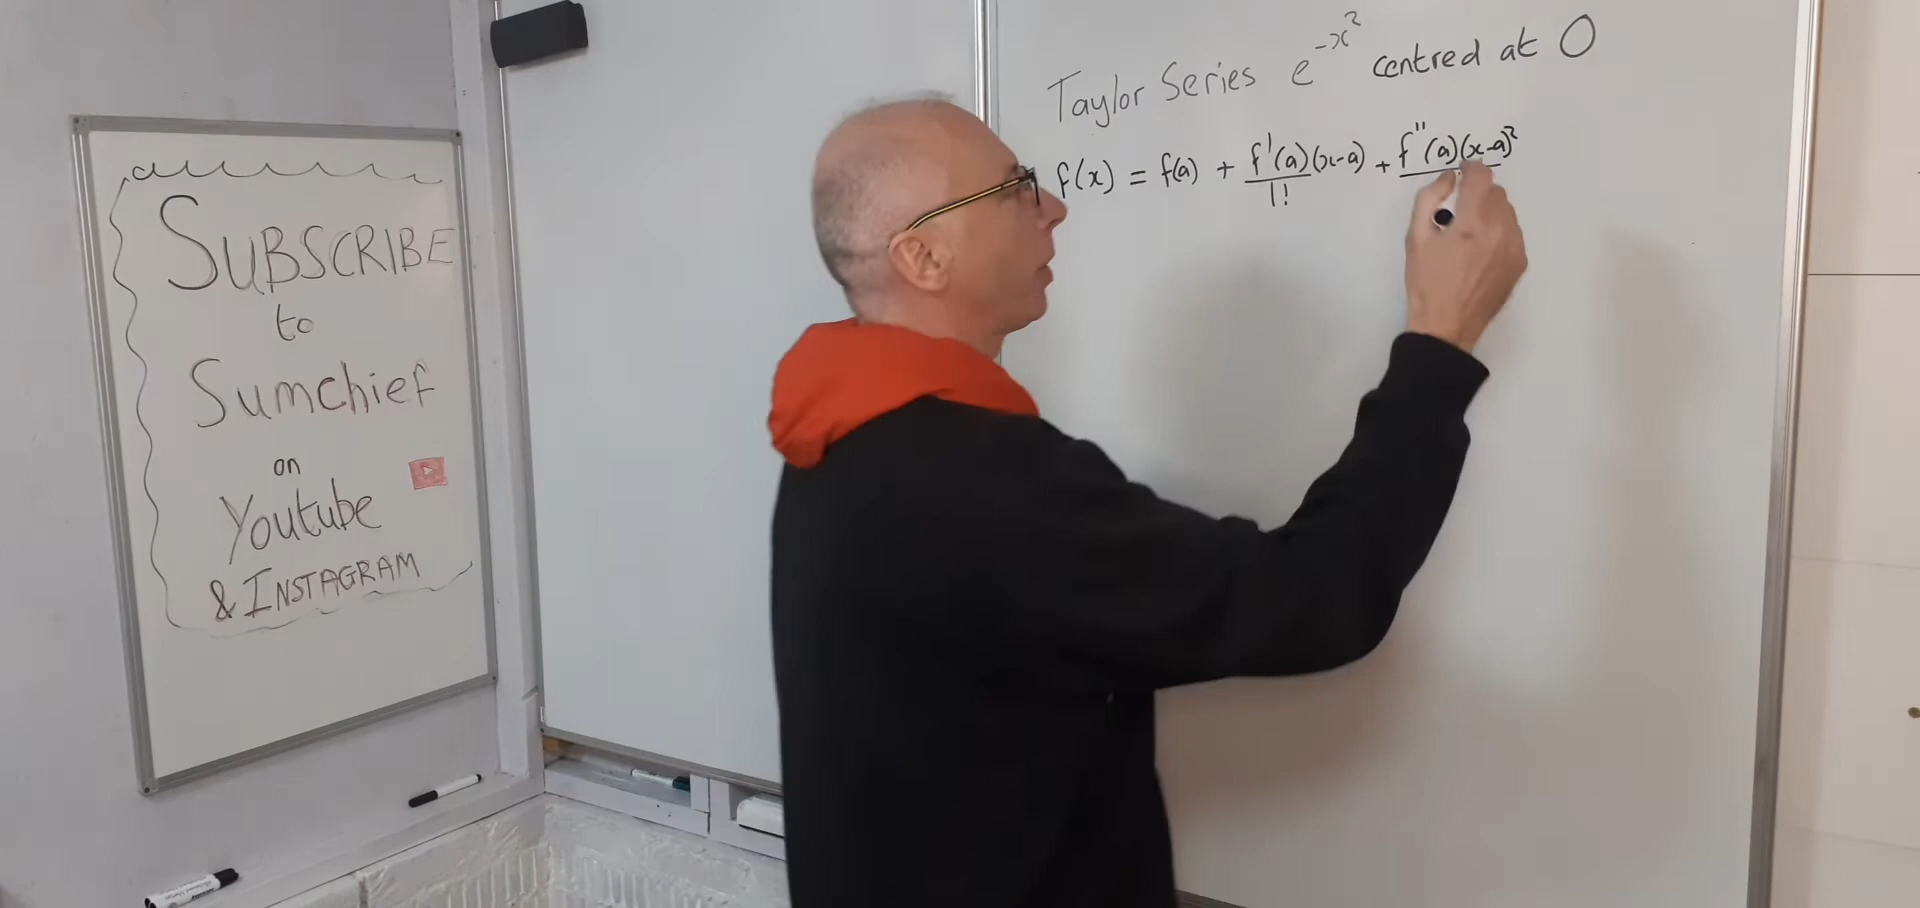 SUBSCRIBE
to
Sumchief
on
Youtube
& INSTAGRAM
Taylor Series e^{-x^2} centred at 0
f(x) = f(a) + f'(a)/1! (x-a) + f''(a)(x-a)²